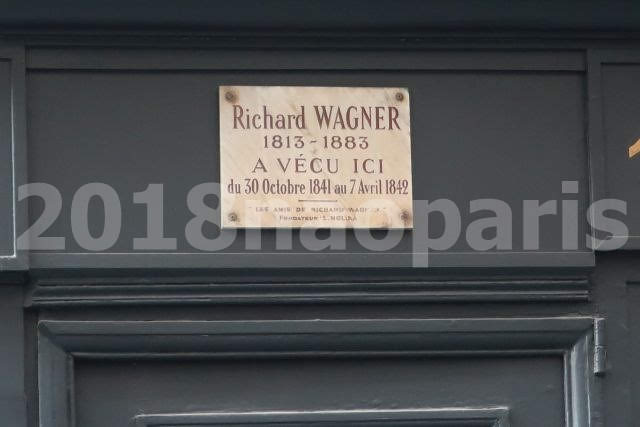 Richard WAGNER
1813-1883
A VÉCU ICI
du 30 Octobre 1841 au 7 Avril 1842
"LES AMIS DE RICHARD WAGNER"
FONDATEUR
2018naoparis